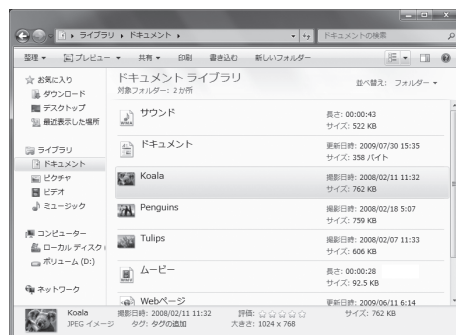 ライブラリ ▸ ドキュメント ▸
ドキュメントの検索
整理 ▾ プレビュー ▾ 共有 ▾ 印刷 書き込む 新しいフォルダー
お気に入り
ダウンロード
デスクトップ
最近表示した場所
ライブラリ
ドキュメント
ピクチャ
ビデオ
ミュージック
コンピューター
ローカル ディスク (
ボリューム (D:)
ネットワーク
ドキュメント ライブラリ
対象フォルダー: 2か所
並べ替え: フォルダー ▾
サウンド
長さ: 00:00:43
サイズ: 522 KB
ドキュメント
更新日時: 2009/07/30 15:35
サイズ: 358 バイト
Koala
撮影日時: 2008/02/11 11:32
サイズ: 762 KB
Penguins
撮影日時: 2008/02/18 5:07
サイズ: 759 KB
Tulips
撮影日時: 2008/02/07 11:33
サイズ: 606 KB
ムービー
長さ: 00:00:28
サイズ: 92.5 KB
Webページ
更新日時: 2009/06/11 6:14
Koala 撮影日時: 2008/02/11 11:32 評価: ☆☆☆☆☆ サイズ: 762 KB
JPEG イメージ タグ: タグの追加 大きさ: 1024 x 768